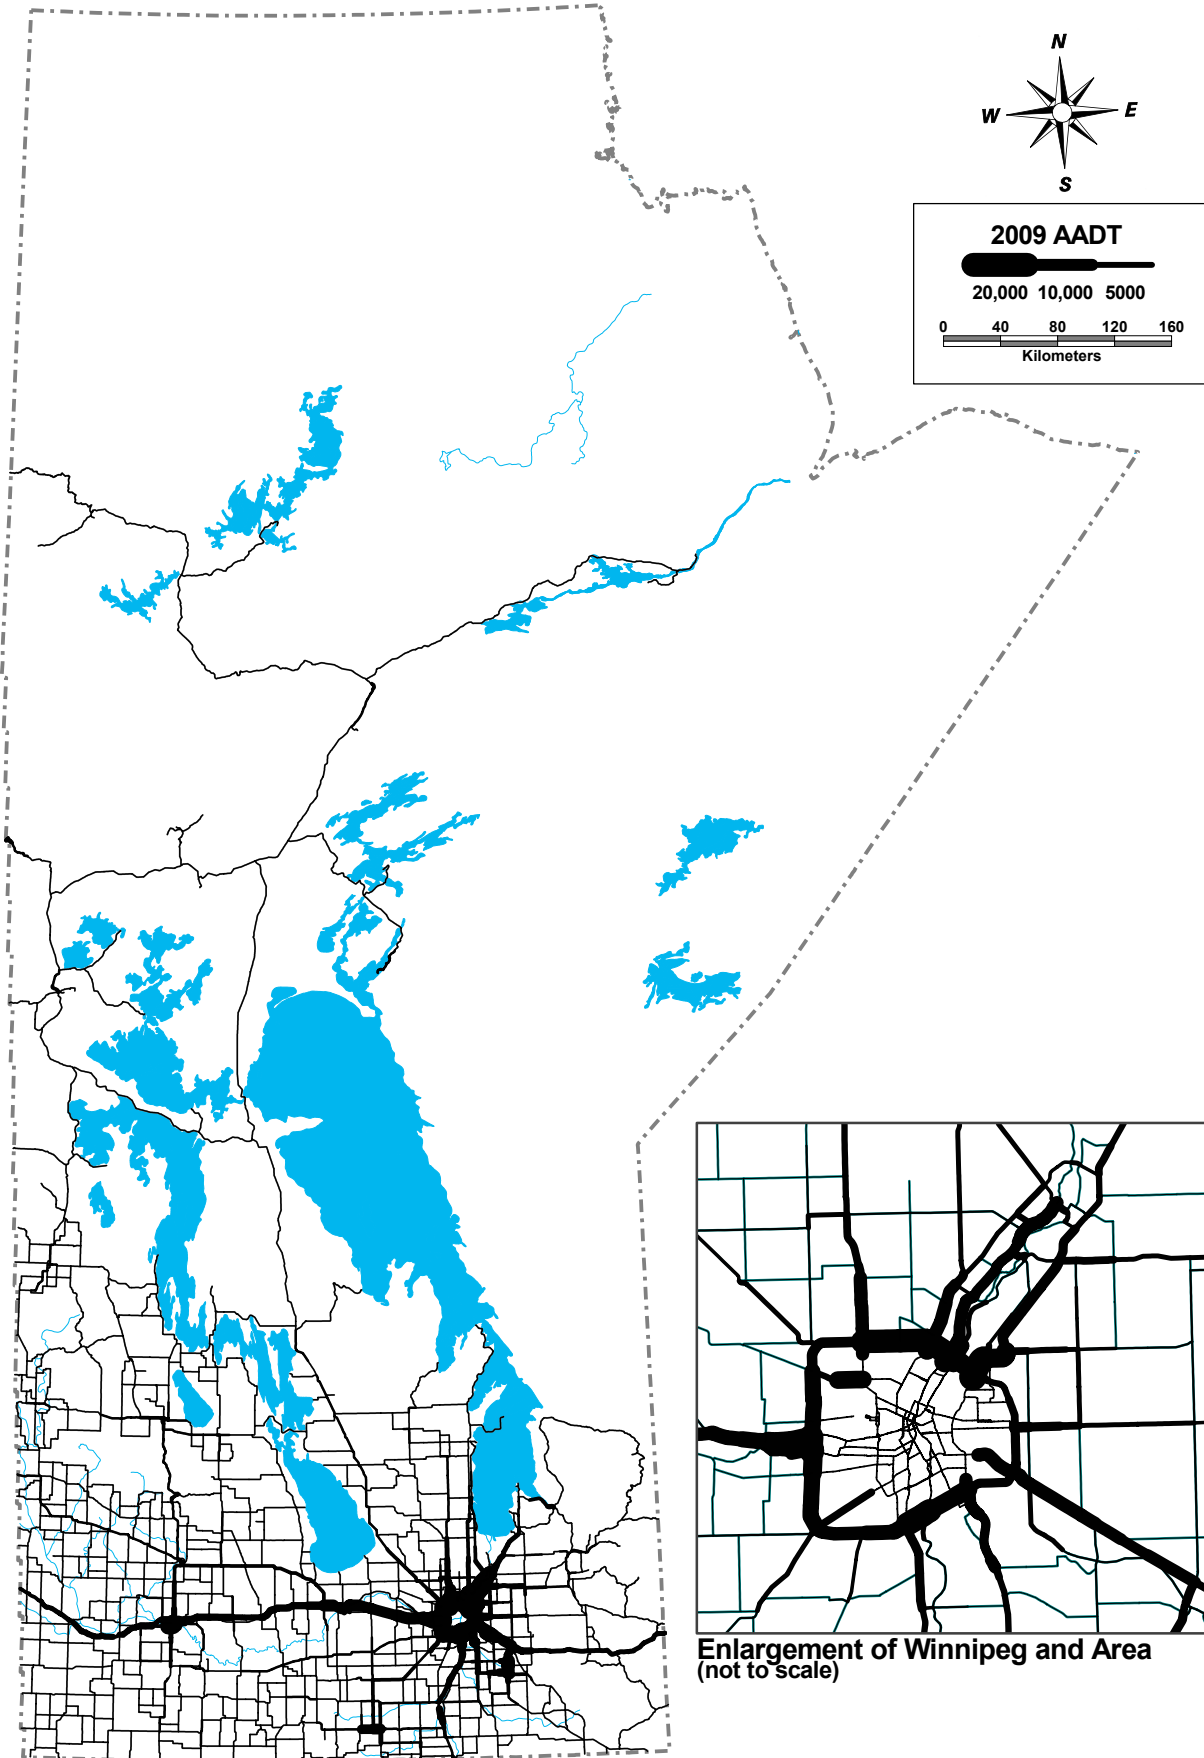 N
W E
S
2009 AADT
20,000 10,000 5000
0 40 80 120 160
Kilometers
Enlargement of Winnipeg and Area
(not to scale)